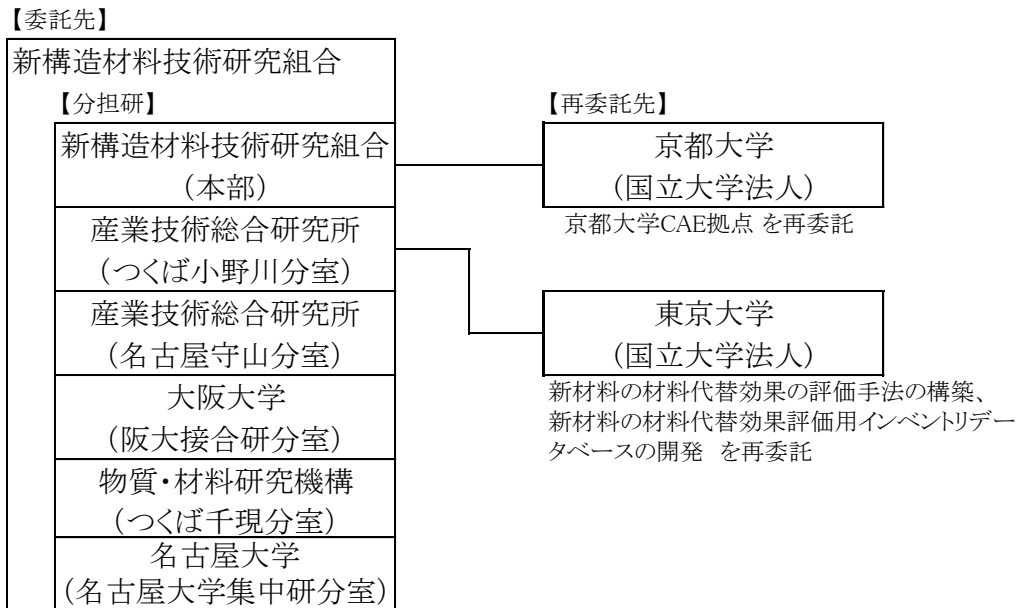 【委託先】
新構造材料技術研究組合
【分担研】
新構造材料技術研究組合
（本部）
産業技術総合研究所
（つくば小野川分室）
産業技術総合研究所
（名古屋守山分室）
大阪大学
（阪大接合研分室）
物質・材料研究機構
（つくば千現分室）
名古屋大学
（名古屋大学集中研分室）
【再委託先】
京都大学
（国立大学法人）
京都大学CAE拠点 を再委託
東京大学
（国立大学法人）
新材料の材料代替効果の評価手法の構築、
新材料の材料代替効果評価用インベントリデー
タベースの開発　を再委託